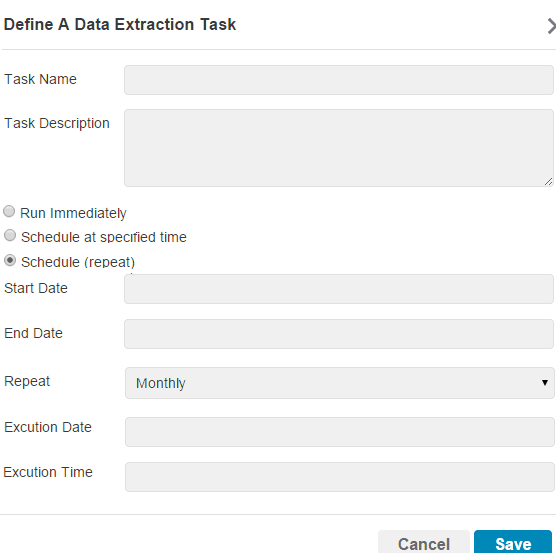 Define A Data Extraction Task
Task Name
Task Description
Run Immediately
Schedule at specified time
Schedule (repeat)
Start Date
End Date
Repeat
Monthly
Excution Date
Excution Time
Cancel
Save